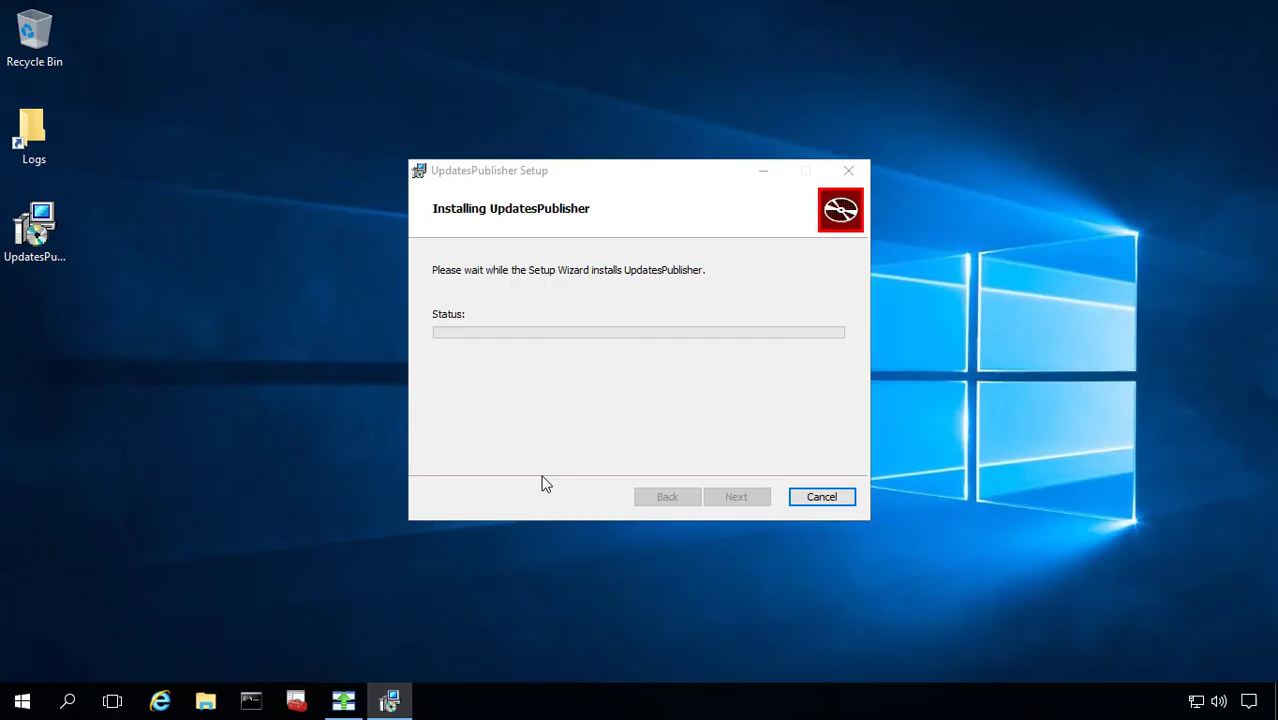 Recycle Bin
Logs
UpdatesPu...
UpdatesPublisher Setup
Installing UpdatesPublisher
Please wait while the Setup Wizard installs UpdatesPublisher.
Status:
Back
Next
Cancel